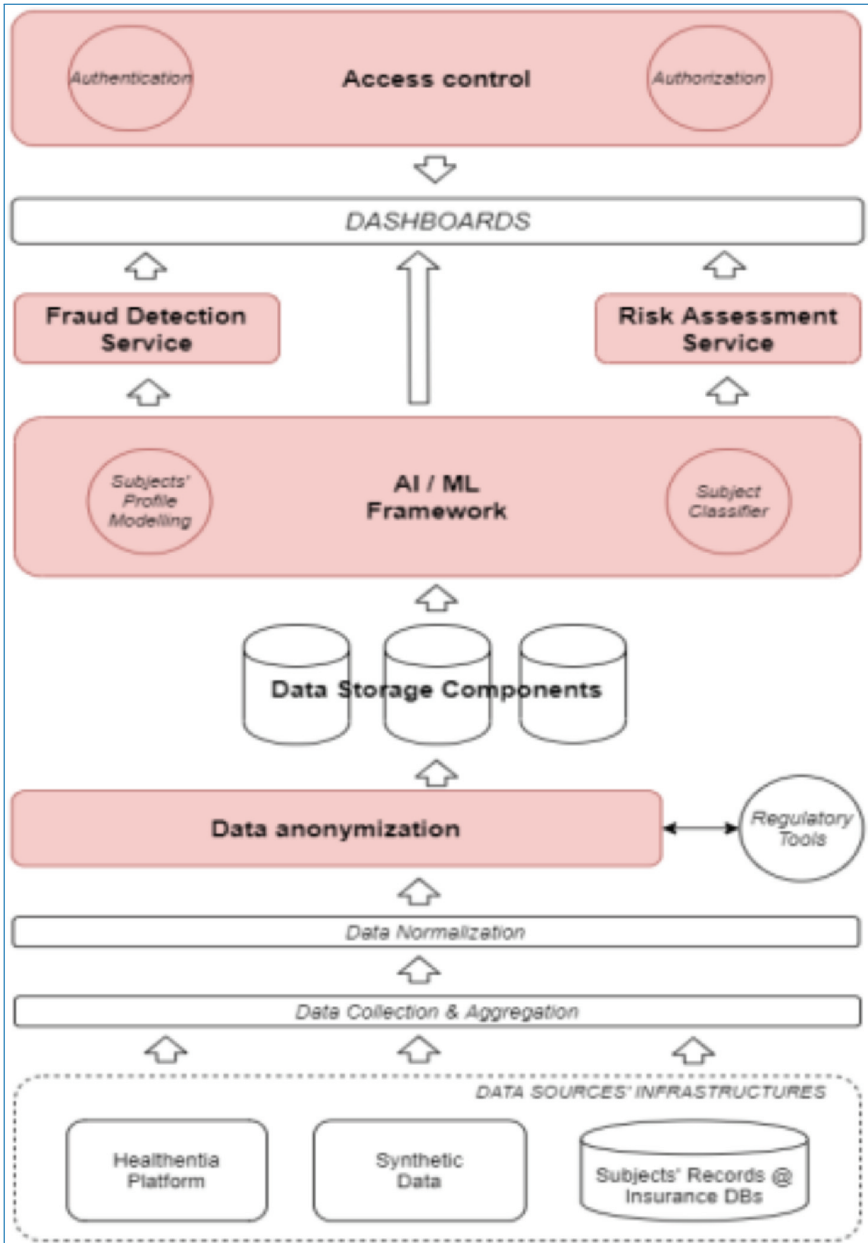 Authentication
Access control
Authorization
DASHBOARDS
Fraud Detection
Service
Risk Assessment
Service
Subjects'
Profile
Modelling
AI / ML
Framework
Subject
Classifier
Data Storage Components
Data anonymization
Regulatory
Tools
Data Normalization
Data Collection & Aggregation
DATA SOURCES' INFRASTRUCTURES
Healthentia
Platform
Synthetic
Data
Subjects' Records @
Insurance DBs